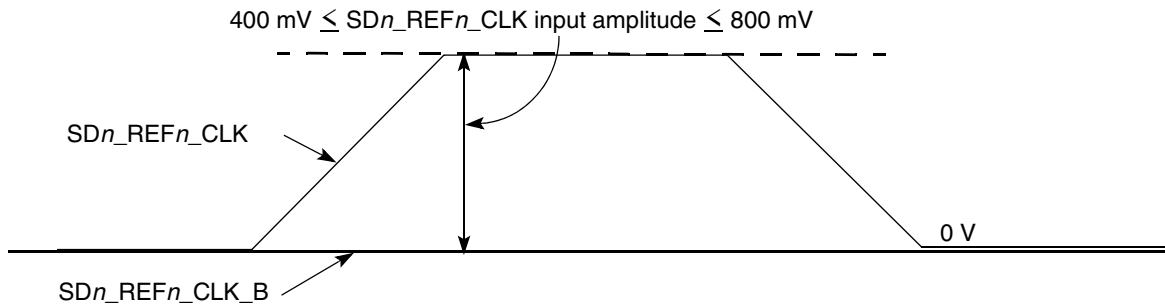 400 mV ≤ SDn_REFn_CLK input amplitude ≤ 800 mV
SDn_REFn_CLK
0 V
SDn_REFn_CLK_B